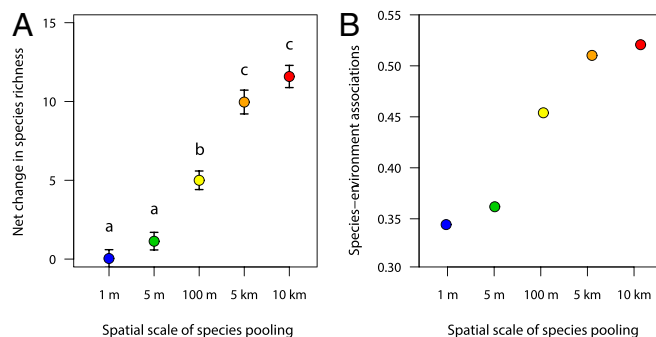 A
15
10
5
0
Net change in species richness
a
a
b
c
c
1 m
5 m
100 m
5 km
10 km
Spatial scale of species pooling
B
0.55
0.50
0.45
0.40
0.35
0.30
Species–environment associations
1 m
5 m
100 m
5 km
10 km
Spatial scale of species pooling